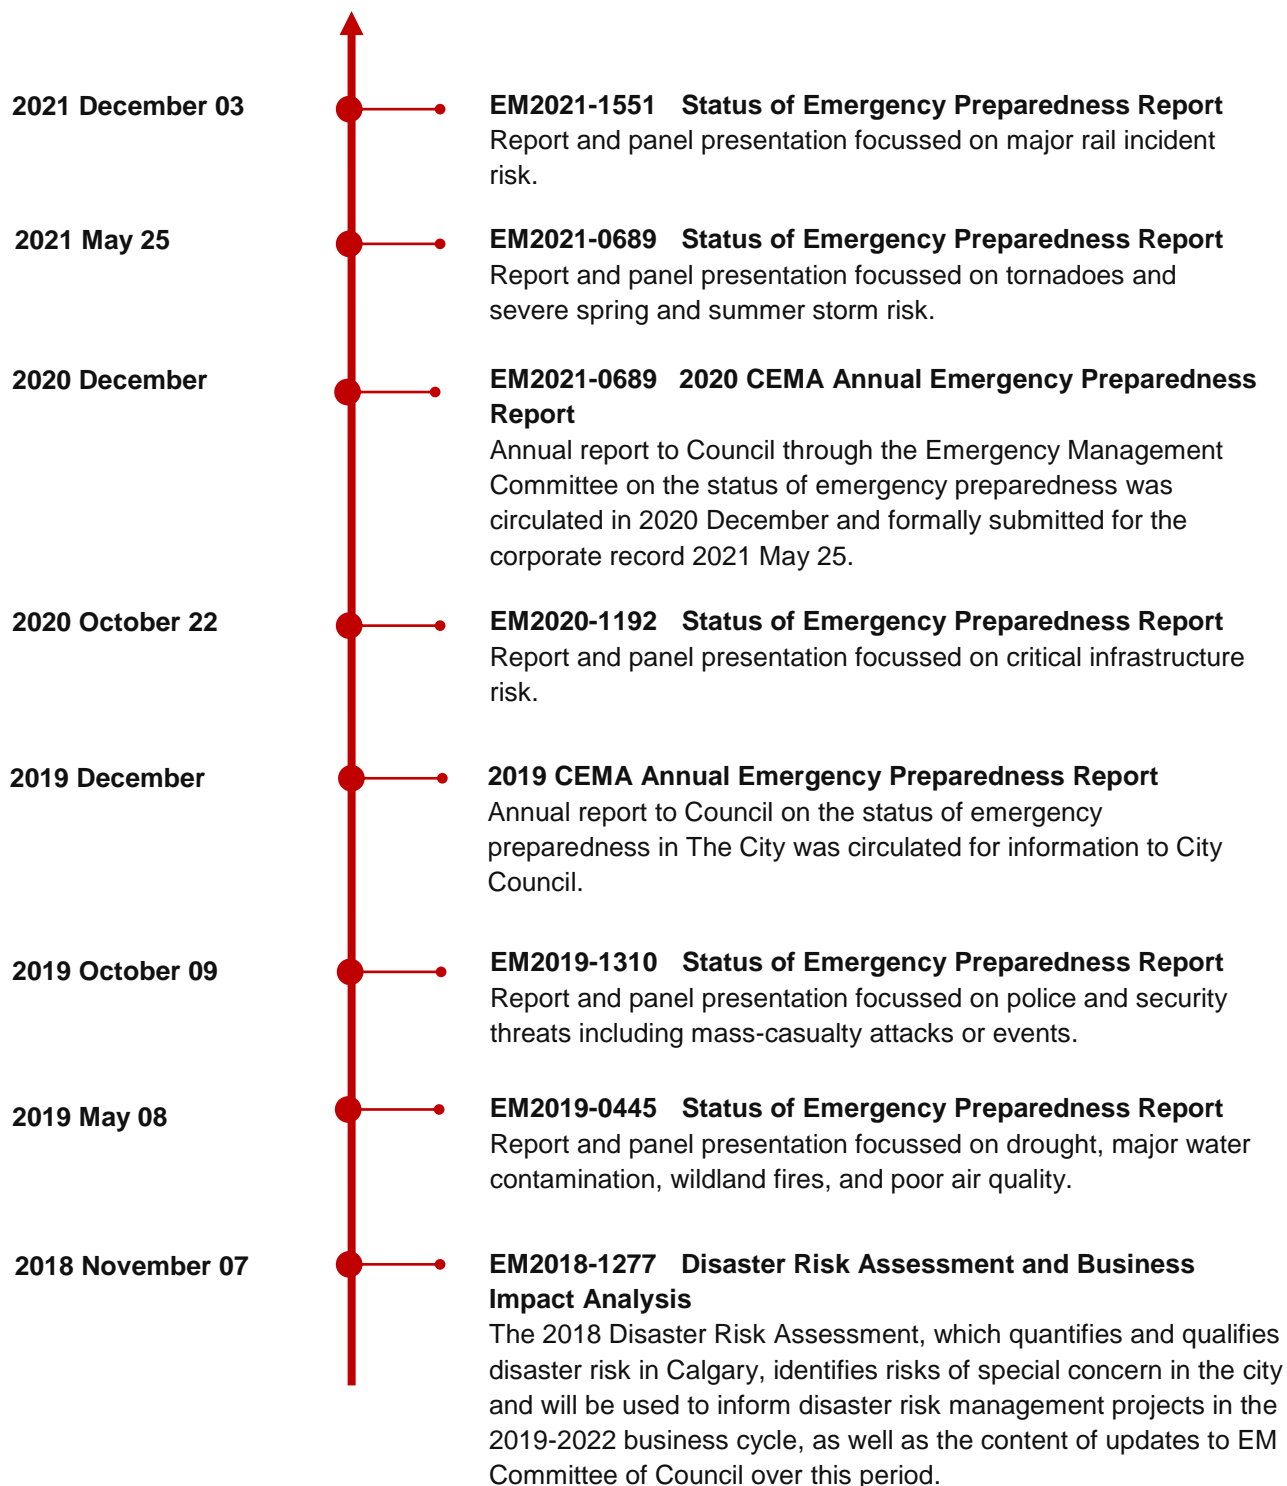 2021 December 03
EM2021-1551 Status of Emergency Preparedness Report
Report and panel presentation focussed on major rail incident
risk.
2021 May 25
EM2021-0689 Status of Emergency Preparedness Report
Report and panel presentation focussed on tornadoes and
severe spring and summer storm risk.
2020 December
EM2021-0689 2020 CEMA Annual Emergency Preparedness
Report
Annual report to Council through the Emergency Management
Committee on the status of emergency preparedness was
circulated in 2020 December and formally submitted for the
corporate record 2021 May 25.
2020 October 22
EM2020-1192 Status of Emergency Preparedness Report
Report and panel presentation focussed on critical infrastructure
risk.
2019 December
2019 CEMA Annual Emergency Preparedness Report
Annual report to Council on the status of emergency
preparedness in The City was circulated for information to City
Council.
2019 October 09
EM2019-1310 Status of Emergency Preparedness Report
Report and panel presentation focussed on police and security
threats including mass-casualty attacks or events.
2019 May 08
EM2019-0445 Status of Emergency Preparedness Report
Report and panel presentation focussed on drought, major water
contamination, wildland fires, and poor air quality.
2018 November 07
EM2018-1277 Disaster Risk Assessment and Business
Impact Analysis
The 2018 Disaster Risk Assessment, which quantifies and qualifies
disaster risk in Calgary, identifies risks of special concern in the city
and will be used to inform disaster risk management projects in the
2019-2022 business cycle, as well as the content of updates to EM
Committee of Council over this period.